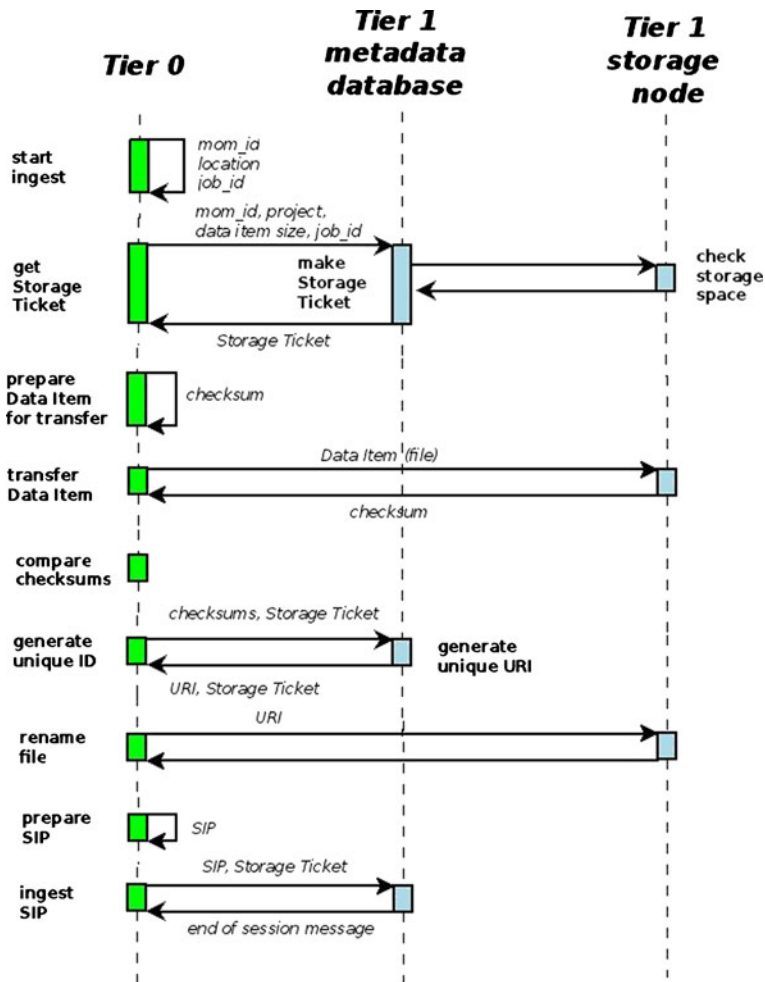 Tier 0
Tier 1
metadata
database
Tier 1
storage
node
start
ingest
mom_id
location
job_id
mom_id, project,
data item size, job_id
get
Storage
Ticket
make
Storage
Ticket
check
storage
space
Storage Ticket
prepare
Data Item
for transfer
checksum
Data Item (file)
transfer
Data Item
checksum
compare
checksums
checksums, Storage Ticket
generate
unique ID
generate
unique URI
URI, Storage Ticket
URI
rename
file
prepare
SIP
SIP
SIP, Storage Ticket
ingest
SIP
end of session message